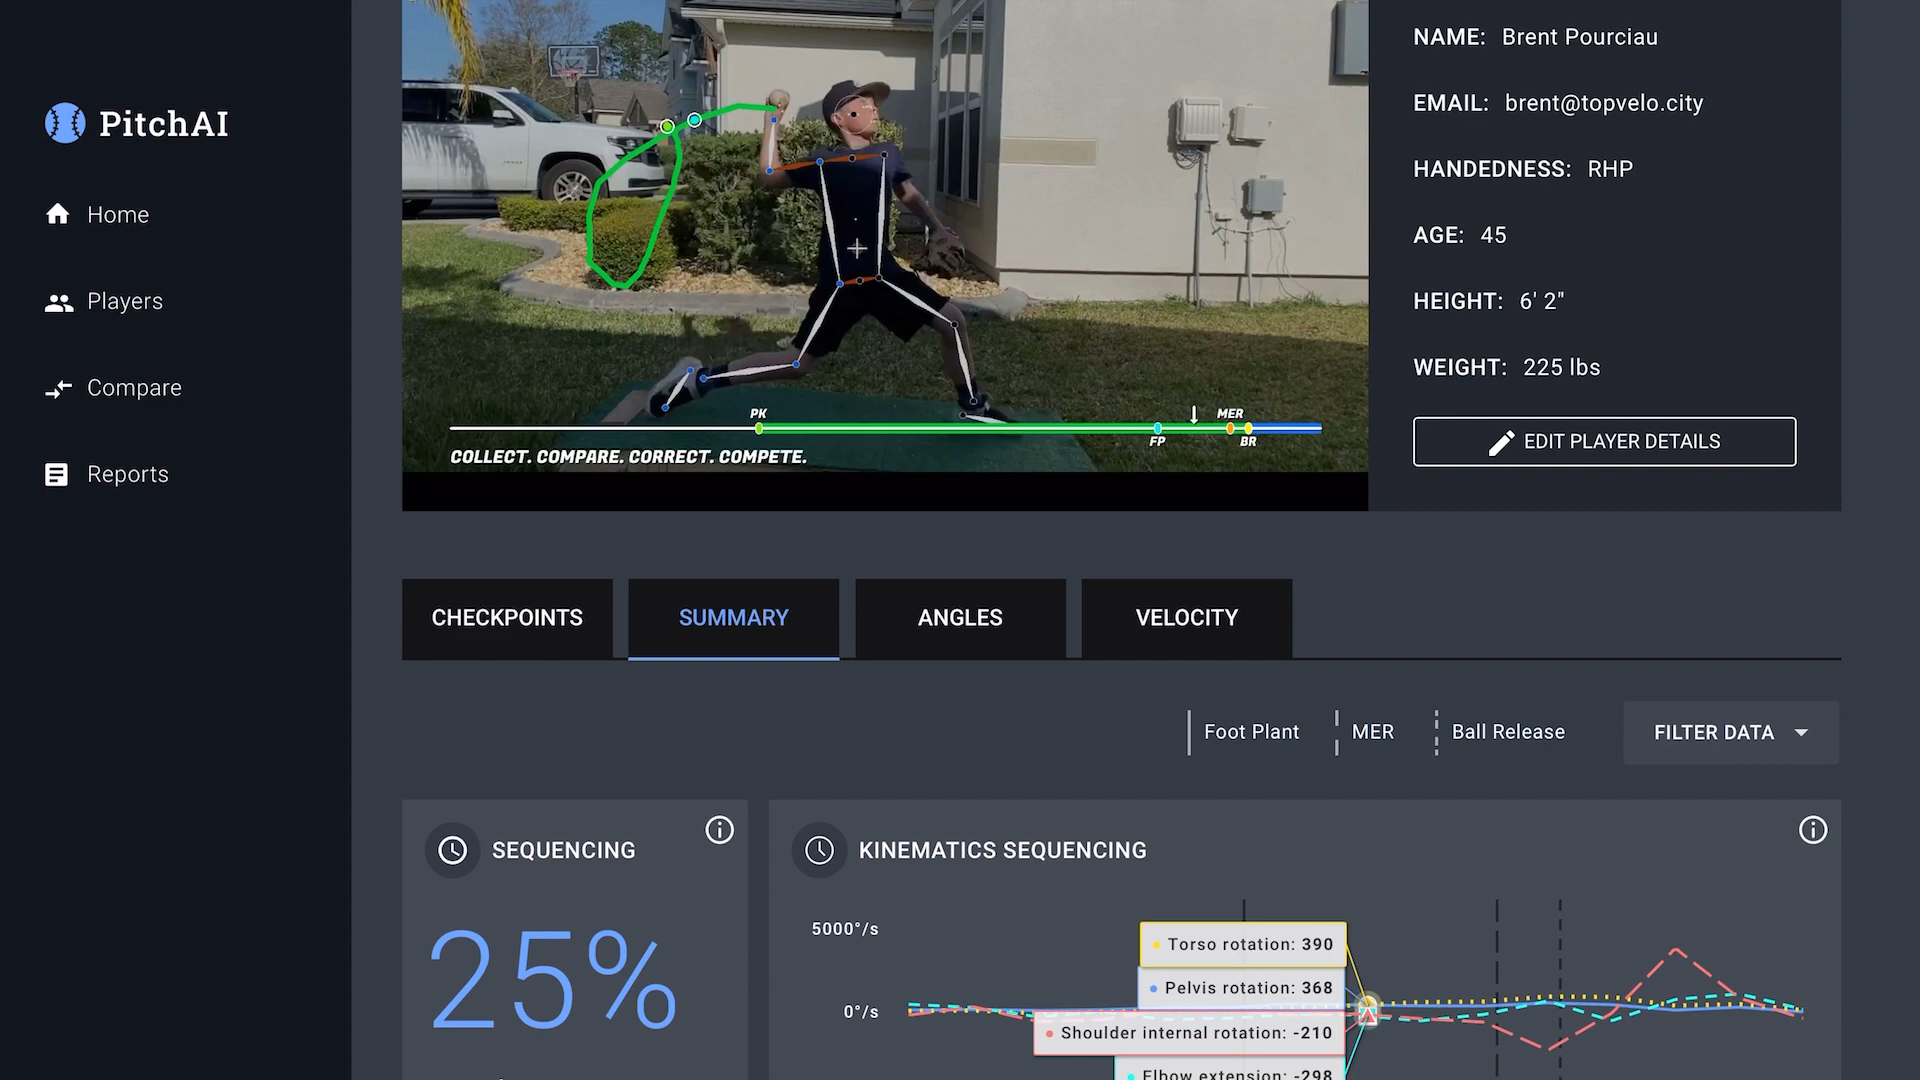 PitchAI
Home
Players
Compare
Reports
PK
MER
FP
BR
COLLECT. COMPARE. CORRECT. COMPETE.
NAME: Brent Pourciau
EMAIL: brent@topvelo.city
HANDEDNESS: RHP
AGE: 45
HEIGHT: 6' 2"
WEIGHT: 225 lbs
EDIT PLAYER DETAILS
CHECKPOINTS
SUMMARY
ANGLES
VELOCITY
Foot Plant
MER
Ball Release
FILTER DATA
SEQUENCING
25%
KINEMATICS SEQUENCING
5000°/s
0°/s
Torso rotation: 390
Pelvis rotation: 368
Shoulder internal rotation: -210
Elbow extension: -298